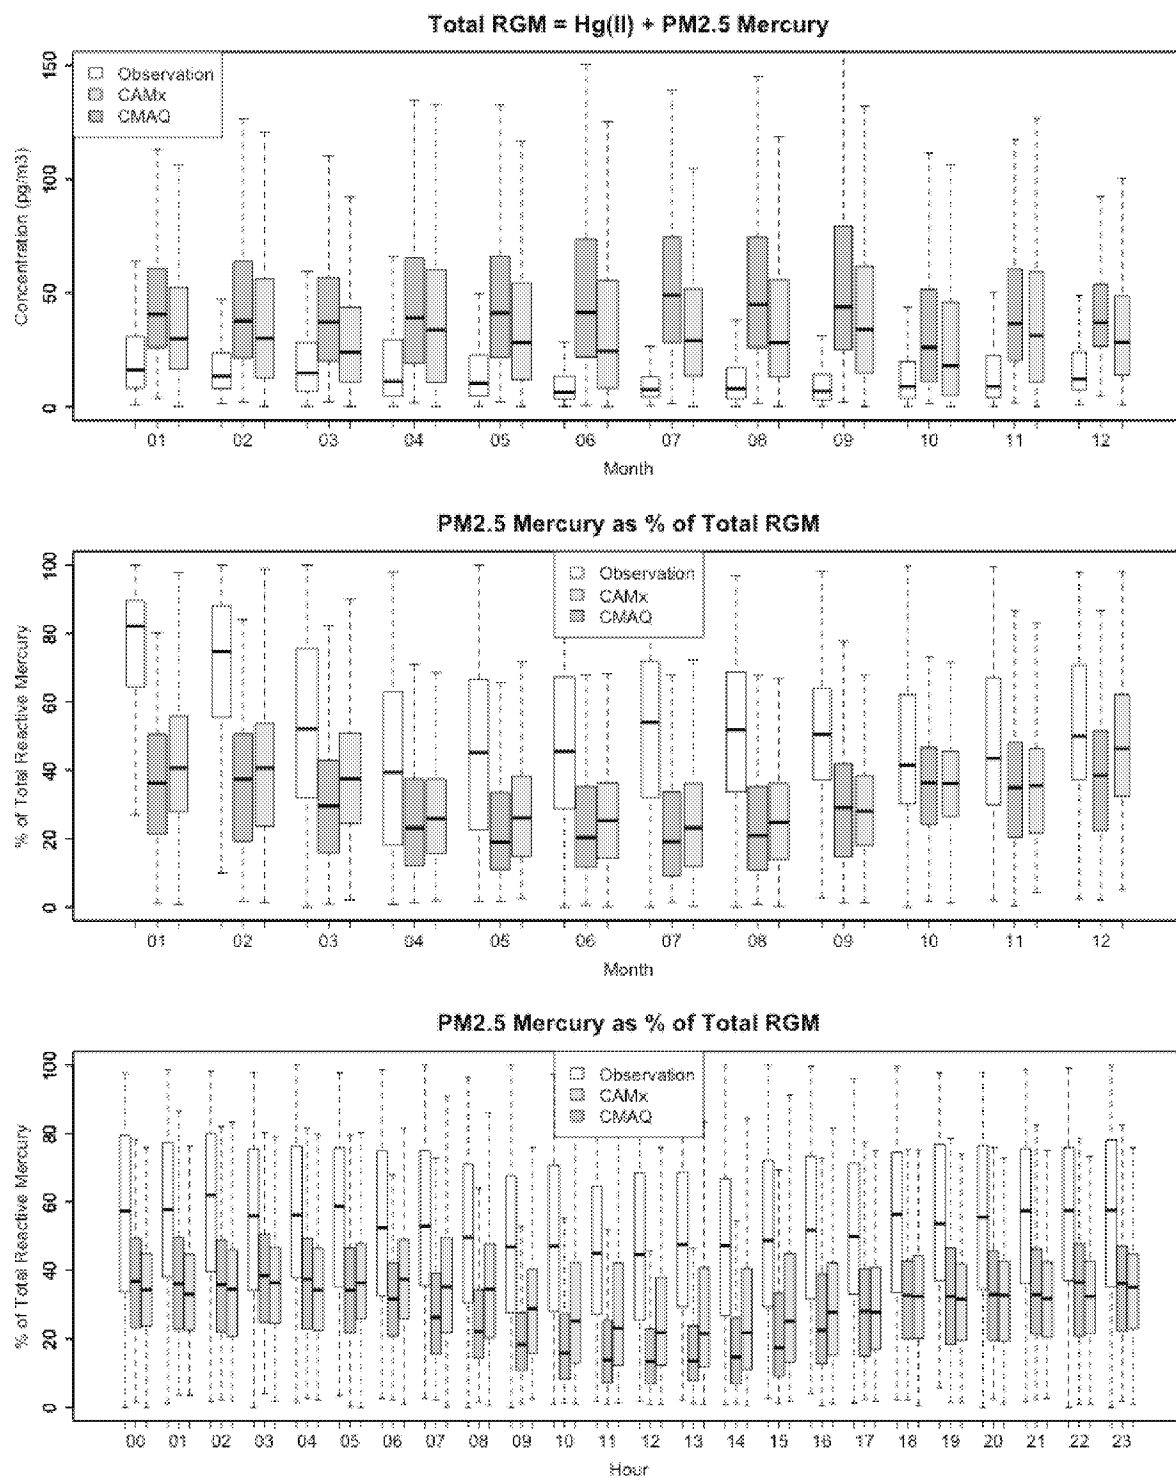 Total RGM = Hg(II) + PM2.5 Mercury
Observation
CAMx
CMAQ
Concentration (pg/m3)
150
100
50
0
01 02 03 04 05 06 07 08 09 10 11 12
Month
PM2.5 Mercury as % of Total RGM
Observation
CAMx
CMAQ
% of Total Reactive Mercury
100
80
60
40
20
0
01 02 03 04 05 06 07 08 09 10 11 12
Month
PM2.5 Mercury as % of Total RGM
Observation
CAMx
CMAQ
% of Total Reactive Mercury
100
80
60
40
20
0
00 01 02 03 04 05 06 07 08 09 10 11 12 13 14 15 16 17 18 19 20 21 22 23
Hour